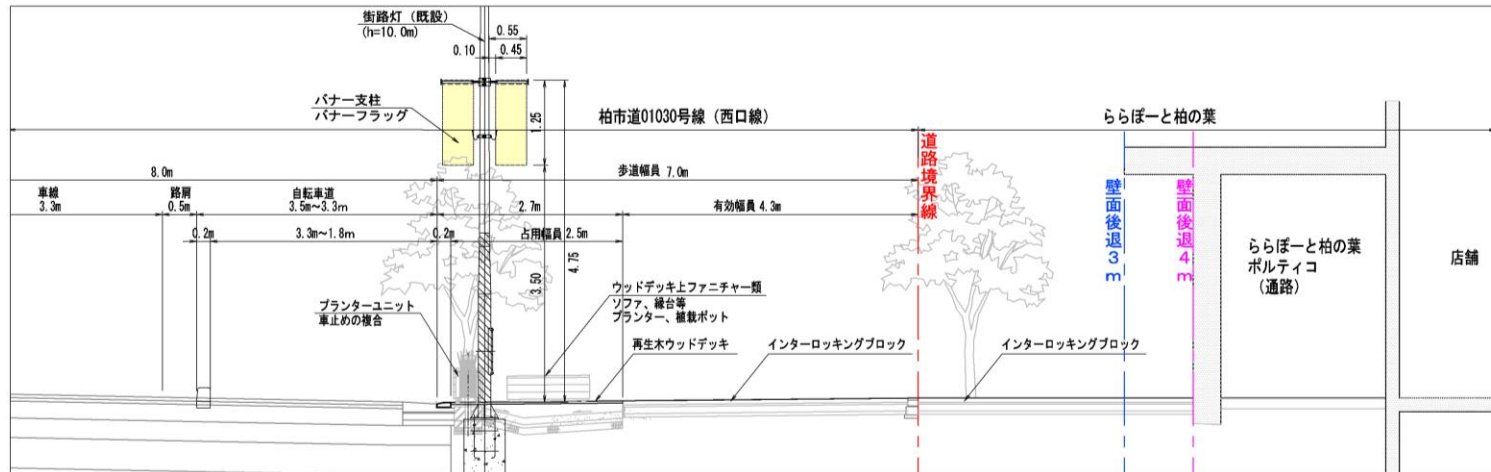 街路灯（既設）
(h=10.0m)
0.55
0.10
0.45
バナー支柱
バナーフラッグ
1.25
柏市道01030号線（西口線）
ららぽーと柏の葉
道路境界線
8.0m
歩道幅員 7.0m
車線
3.3m
路肩
0.5m
自転車道
3.5m~3.3m
2.7m
有効幅員 4.3m
0.2m
3.3m~1.8m
0.2m
占用幅員 2.5m
3.50
4.75
壁面後退3m
壁面後退4m
ららぽーと柏の葉
ポルティコ
（通路）
店舗
プランターユニット
車止めの複合
ウッドデッキ上ファニチャー類
ソファ、縁台等
プランター、植栽ポット
再生木ウッドデッキ
インターロッキングブロック
インターロッキングブロック